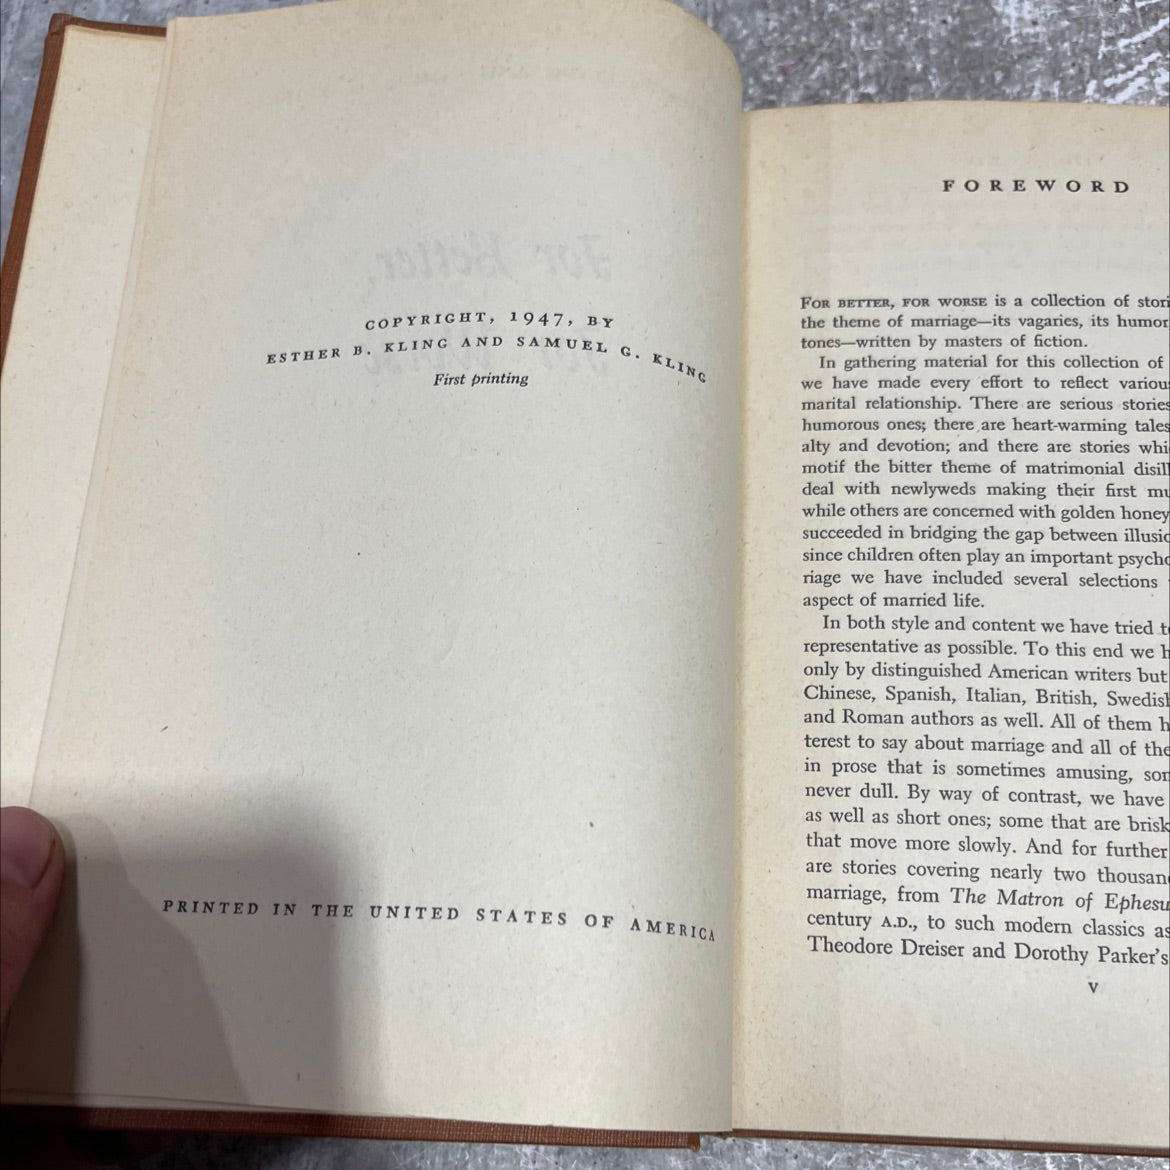 COPYRIGHT, 1947, BY
ESTHER B. KLING AND SAMUEL G. KLING
First printing
PRINTED IN THE UNITED STATES OF AMERICA
FOREWORD
FOR BETTER, FOR WORSE is a collection of stori
the theme of marriage—its vagaries, its humor
tones—written by masters of fiction.
In gathering material for this collection of
we have made every effort to reflect variou
marital relationship. There are serious stories
humorous ones; there are heart-warming tales
alty and devotion; and there are stories whi
motif the bitter theme of matrimonial disill
deal with newlyweds making their first mu
while others are concerned with golden honey
succeeded in bridging the gap between illusio
since children often play an important psycho
riage we have included several selections
aspect of married life.
In both style and content we have tried to
representative as possible. To this end we h
only by distinguished American writers but
Chinese, Spanish, Italian, British, Swedish
and Roman authors as well. All of them h
terest to say about marriage and all of the
in prose that is sometimes amusing, som
never dull. By way of contrast, we have
as well as short ones; some that are brisk
that move more slowly. And for further
are stories covering nearly two thousand
marriage, from The Matron of Ephesu
century A.D., to such modern classics as
Theodore Dreiser and Dorothy Parker's
v